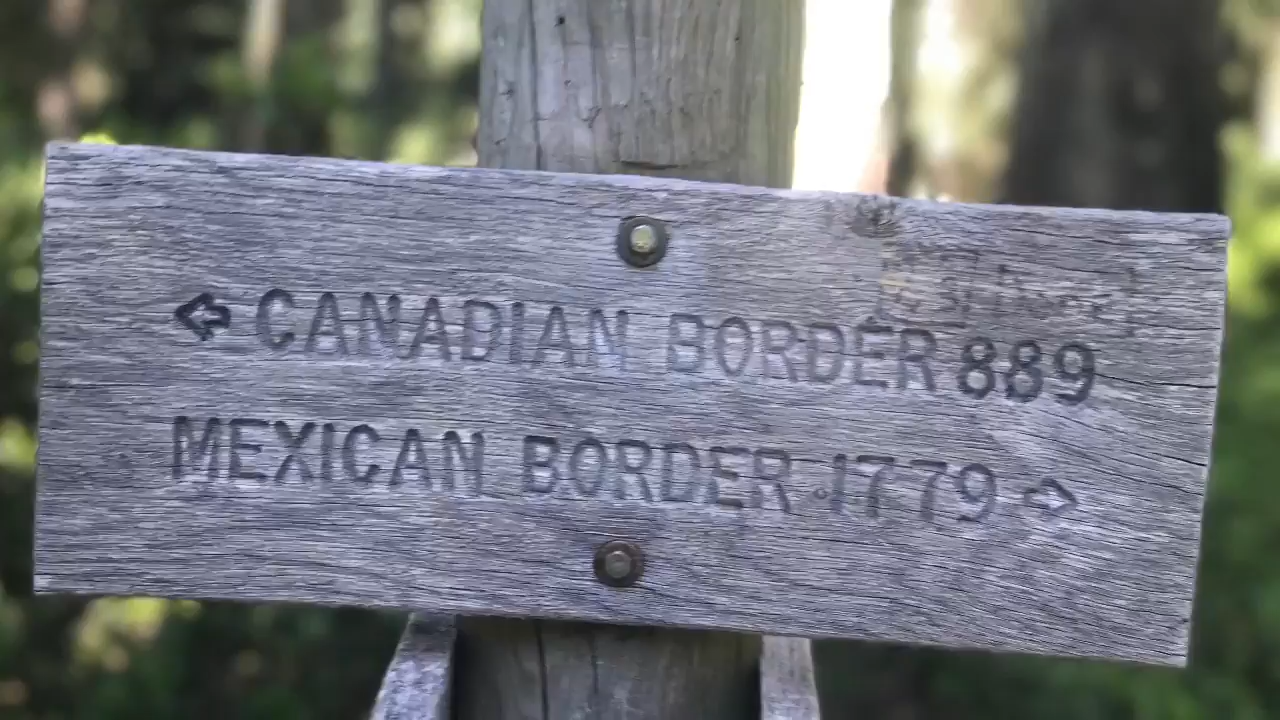 ⇦ CANADIAN BORDER 889
MEXICAN BORDER 1779 ⇨